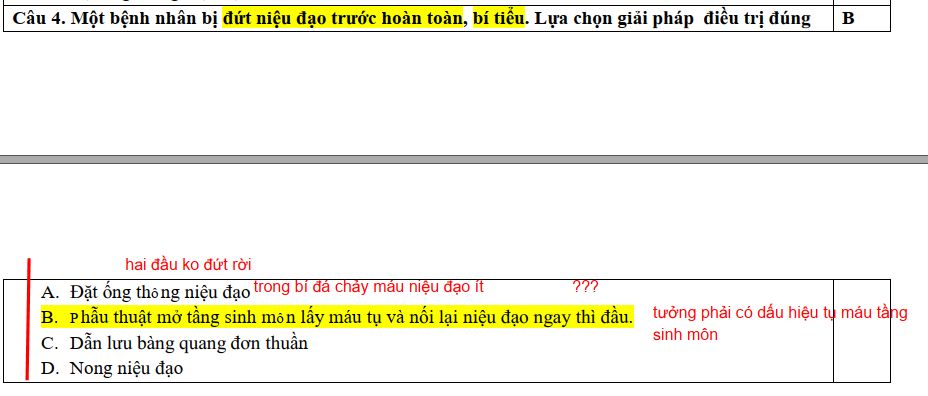 Câu 4. Một bệnh nhân bị đứt niệu đạo trước hoàn toàn, bí tiểu. Lựa chọn giải pháp điều trị đúng B
hai đầu ko đứt rời
A. Đặt ống thông niệu đạo trong bí đá chảy máu niệu đạo ít ???
B. Phẫu thuật mở tầng sinh môn lấy máu tụ và nối lại niệu đạo ngay thì đầu. tưởng phải có dấu hiệu tụ máu tầng
sinh môn
C. Dẫn lưu bàng quang đơn thuần
D. Nong niệu đạo